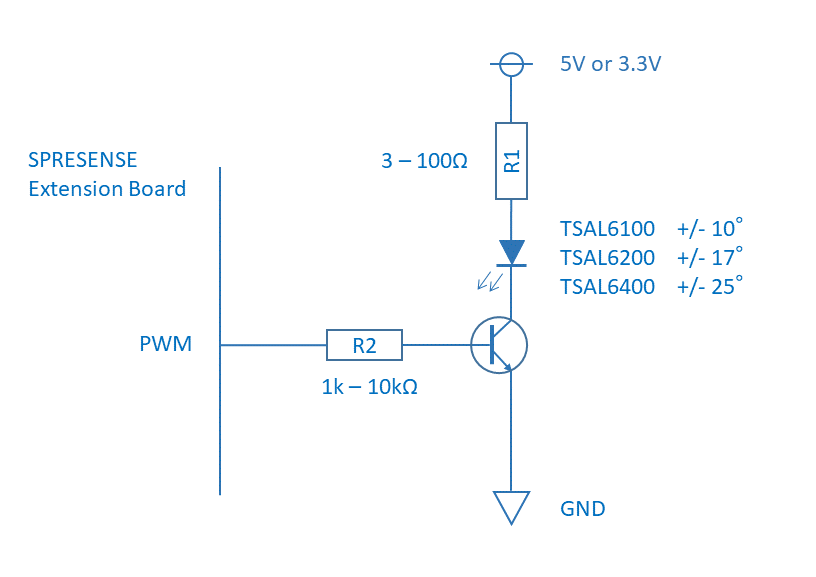 5V or 3.3V
SPRESENSE
Extension Board
3 – 100Ω
R1
TSAL6100 +/- 10°
TSAL6200 +/- 17°
TSAL6400 +/- 25°
PWM
R2
1k – 10kΩ
GND